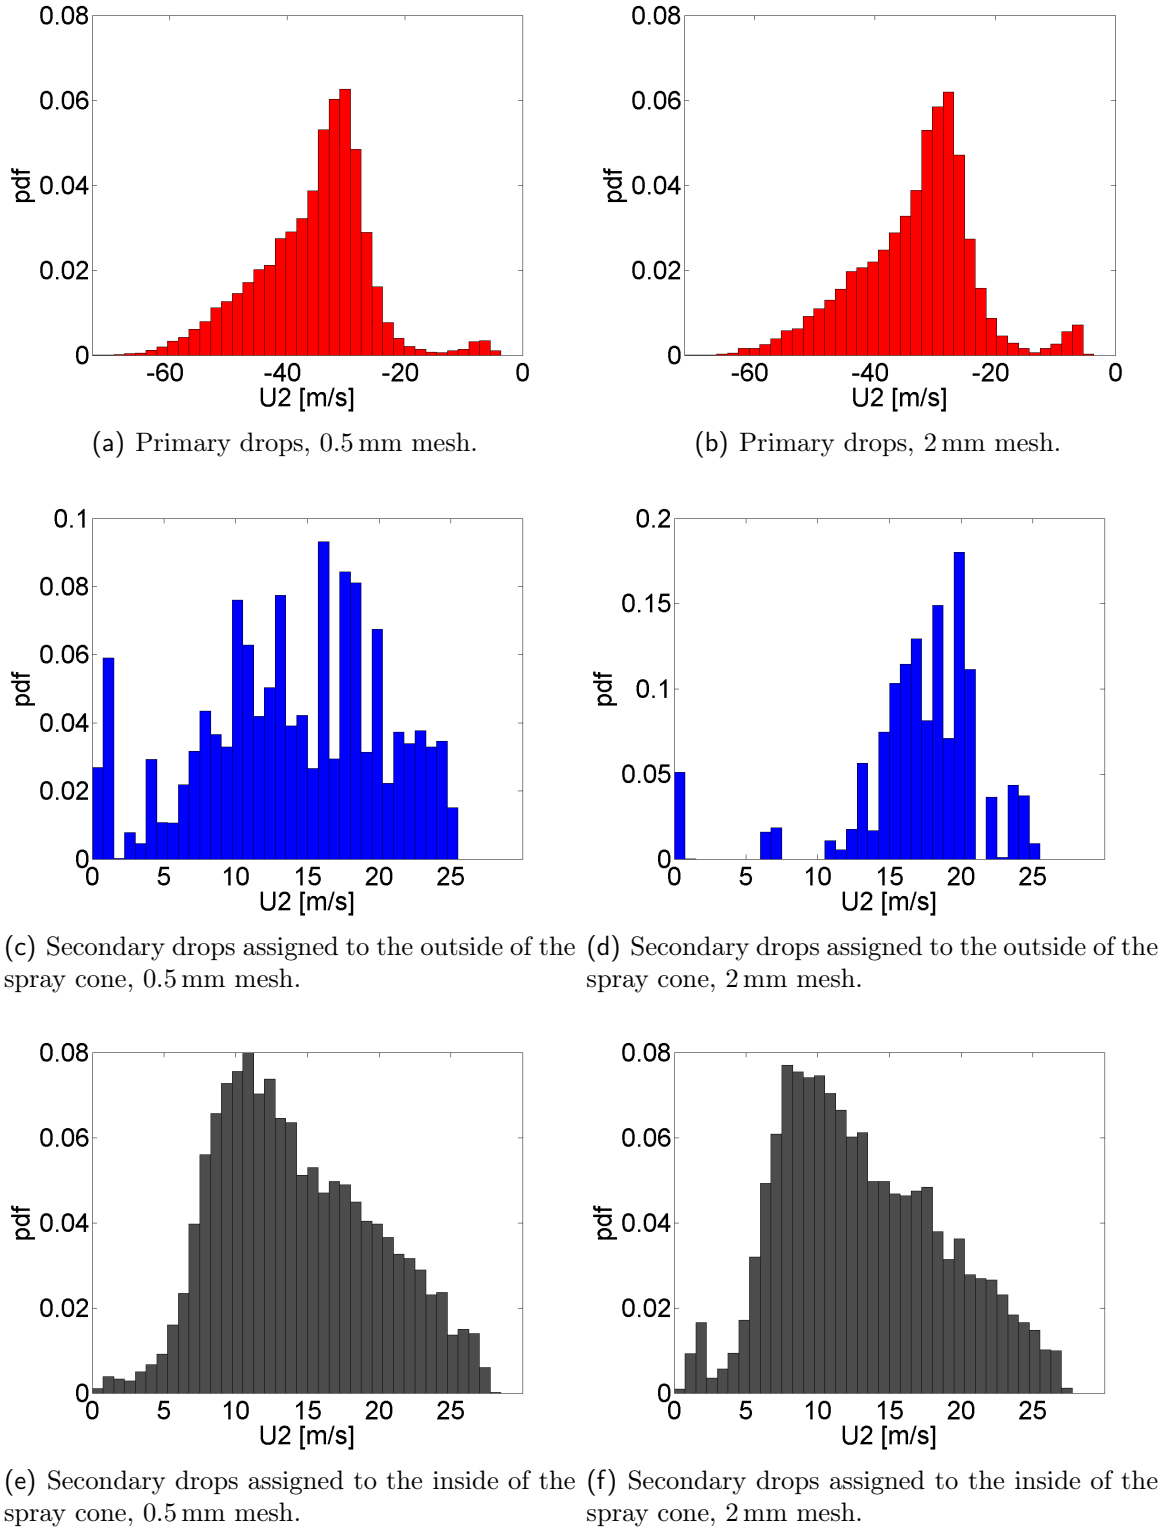 0.08 0.08
0.06 0.06
pdf pdf
0.04 0.04
0.02 0.02
0 0
-60 -40 -20 0 -60 -40 -20 0
U2 [m/s] U2 [m/s]
(a) Primary drops, 0.5 mm mesh. (b) Primary drops, 2 mm mesh.
0.1 0.2
0.08
0.15
0.06
pdf pdf
0.1
0.04
0.05
0.02
0 0
0 5 10 15 20 25 0 5 10 15 20 25
U2 [m/s] U2 [m/s]
(c) Secondary drops assigned to the outside of the (d) Secondary drops assigned to the outside of the
spray cone, 0.5 mm mesh. spray cone, 2 mm mesh.
0.08 0.08
0.06 0.06
pdf pdf
0.04 0.04
0.02 0.02
0 0
0 5 10 15 20 25 0 5 10 15 20 25
U2 [m/s] U2 [m/s]
(e) Secondary drops assigned to the inside of the (f) Secondary drops assigned to the inside of the
spray cone, 0.5 mm mesh. spray cone, 2 mm mesh.